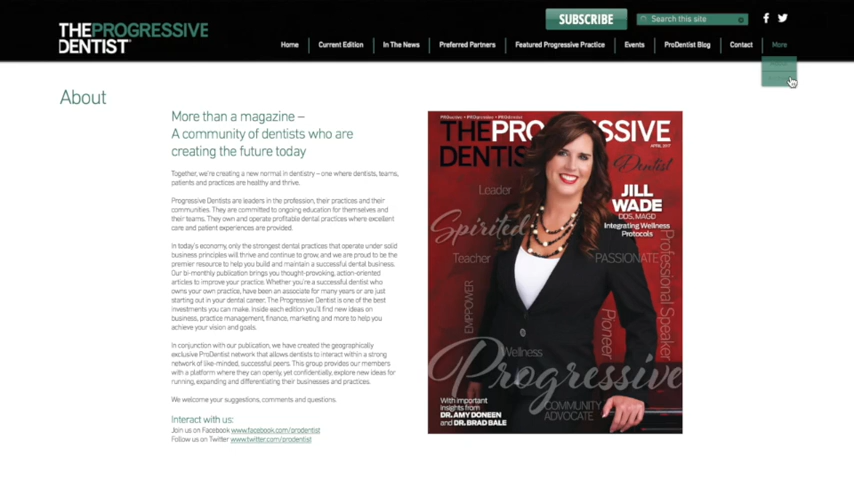 THEPROGRESSIVE
DENTIST
SUBSCRIBE
Search this site
Home
Current Edition
In The News
Preferred Partners
Featured Progressive Practice
Events
ProDentist Blog
Contact
More
About
More than a magazine –
A community of dentists who are
creating the future today
Together, we're creating a new normal in dentistry – one where dentists, teams,
patients and practices are healthy and thrive.
Progressive Dentists are leaders in the profession, their practices and their
communities. They are committed to ongoing education for themselves and
their teams. They own and operate profitable dental practices where excellent
care and patient experiences are provided.
In today's economy, only the strongest dental practices that operate under solid
business principles will thrive and continue to grow, and we are proud to be the
premier resource to help you build and maintain a successful dental business.
Our bi-monthly publication brings you thought-provoking, action-oriented
articles to improve your practice. Whether you're a successful dentist who
owns your own practice, have been an associate for many years or are just
starting out in your dental career, The Progressive Dentist is one of the best
investments you can make. Inside each edition you'll find new ideas on
business, practice management, finance, marketing and more to help you
achieve your vision and goals.
In conjunction with our publication, we have created the geographically
exclusive ProDentist network that allows dentists to interact within a strong
network of like-minded, successful peers. This group provides our members
with a platform where they can openly, yet confidentially, explore new ideas for
running, expanding and differentiating their businesses and practices.
We welcome your suggestions, comments and questions.
Interact with us:
Join us on Facebook www.facebook.com/prodentist
Follow us on Twitter www.twitter.com/prodentist
THEPRO SSIVE
DENTIS
APRIL 2017
Dentist
Leader
JILL
WADE
DDS, MAGD
Integrating Wellness
Protocols
Spirited
Teacher
PASSIONATE
Professional Speaker
EMPOWER
Pioneer
Wellness
Progressive
COMMUNITY
ADVOCATE
With important
insights from
DR. AMY DONEEN
and DR. BRAD BALE